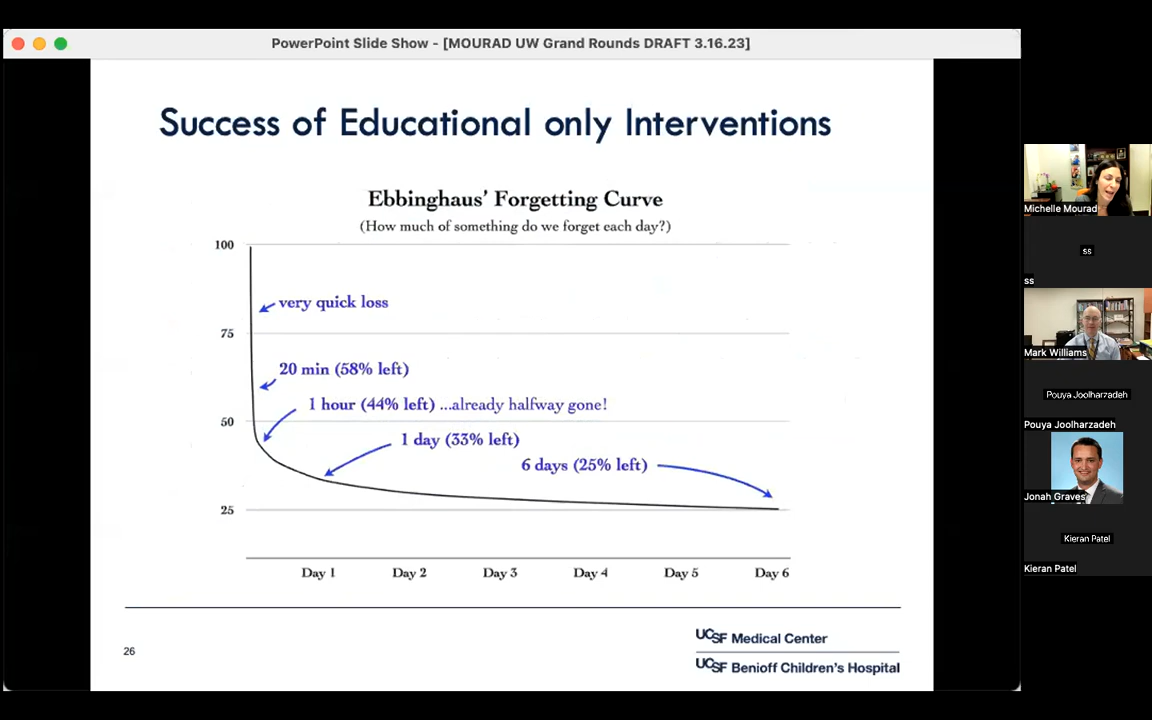 PowerPoint Slide Show - [MOURAD UW Grand Rounds DRAFT 3.16.23]
Success of Educational only Interventions
Ebbinghaus' Forgetting Curve
(How much of something do we forget each day?)
100
very quick loss
75
20 min (58% left)
1 hour (44% left) ...already halfway gone!
50
1 day (33% left)
6 days (25% left)
25
Day 1 Day 2 Day 3 Day 4 Day 5 Day 6
26
UCSF Medical Center
UCSF Benioff Children's Hospital
Michelle Mourad
ss
ss
Mark Williams
Pouya Joolharzadeh
Pouya Joolharzadeh
Jonah Graves
Kieran Patel
Kieran Patel